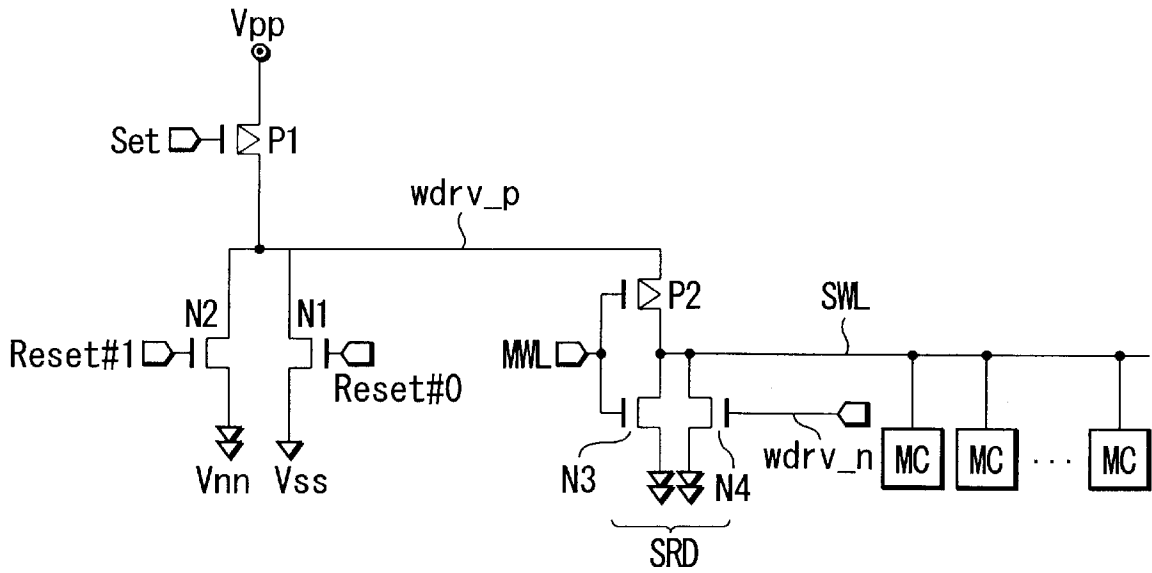 Vpp
Set
P1
wdrv_p
N2
N1
P2
SWL
Reset#1
Reset#0
MWL
Vnn
Vss
N3
N4
wdrv_n
MC
MC
...
MC
SRD